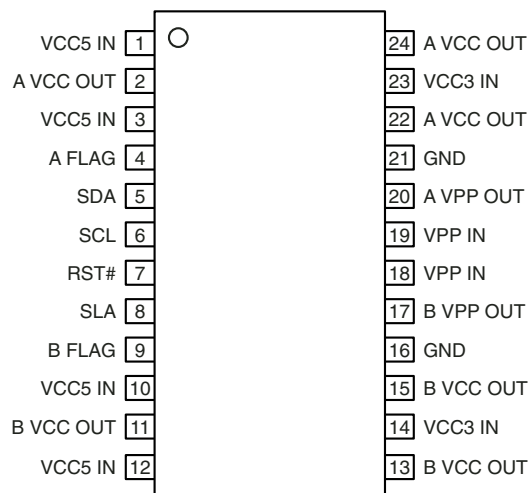 VCC5 IN 1 24 A VCC OUT
A VCC OUT 2 23 VCC3 IN
VCC5 IN 3 22 A VCC OUT
A FLAG 4 21 GND
SDA 5 20 A VPP OUT
SCL 6 19 VPP IN
RST# 7 18 VPP IN
SLA 8 17 B VPP OUT
B FLAG 9 16 GND
VCC5 IN 10 15 B VCC OUT
B VCC OUT 11 14 VCC3 IN
VCC5 IN 12 13 B VCC OUT